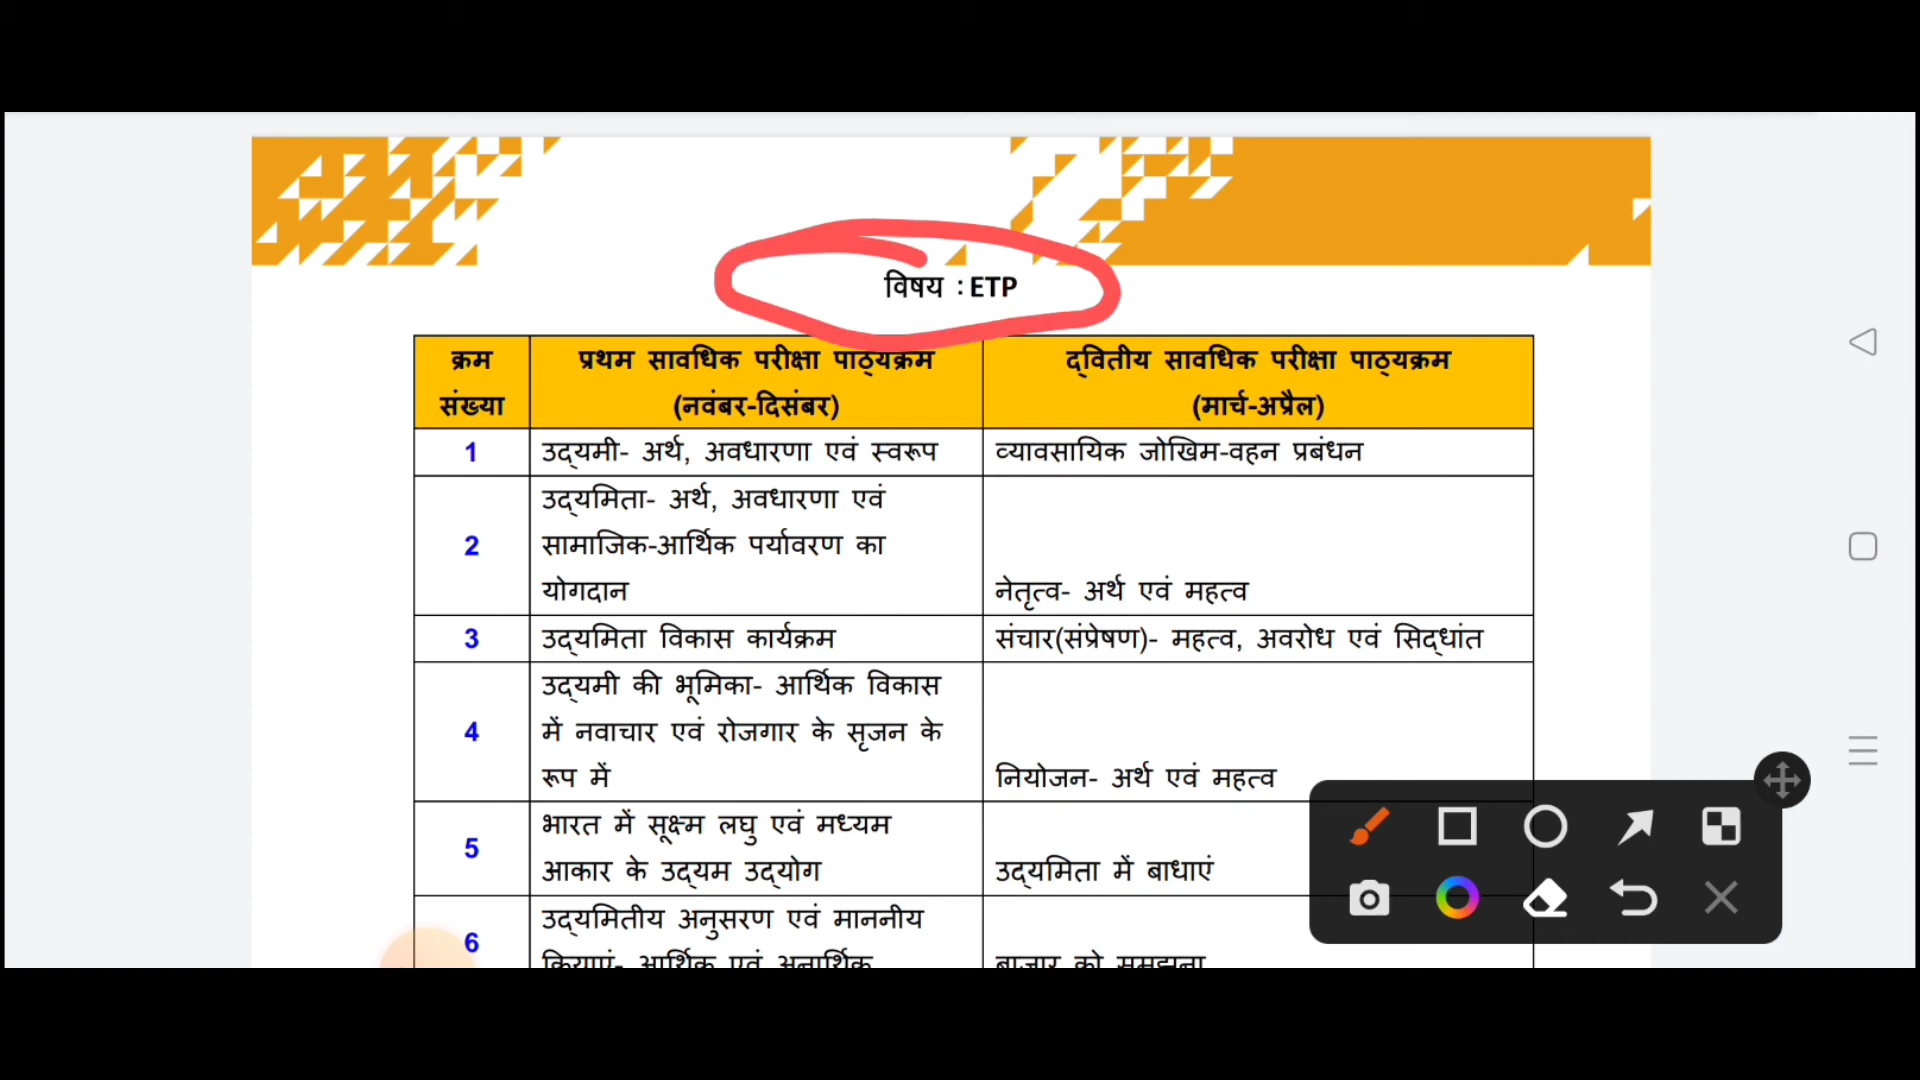 विषय : ETP
क्रम संख्या
प्रथम सावधिक परीक्षा पाठ्यक्रम
(नवंबर-दिसंबर)
द्वितीय सावधिक परीक्षा पाठ्यक्रम
(मार्च-अप्रैल)
1
उद्यमी- अर्थ, अवधारणा एवं स्वरूप
व्यावसायिक जोखिम-वहन प्रबंधन
2
उद्यमिता- अर्थ, अवधारणा एवं
सामाजिक-आर्थिक पर्यावरण का
योगदान
नेतृत्व- अर्थ एवं महत्व
3
उद्यमिता विकास कार्यक्रम
संचार(संप्रेषण)- महत्व, अवरोध एवं सिद्धांत
4
उद्यमी की भूमिका- आर्थिक विकास
में नवाचार एवं रोजगार के सृजन के
रूप में
नियोजन- अर्थ एवं महत्व
5
भारत में सूक्ष्म लघु एवं मध्यम
आकार के उद्यम उद्योग
उद्यमिता में बाधाएं
6
उद्यमितीय अनुसरण एवं माननीय
क्रियाएं- आर्थिक एवं अनार्थिक
बाजार को समझना